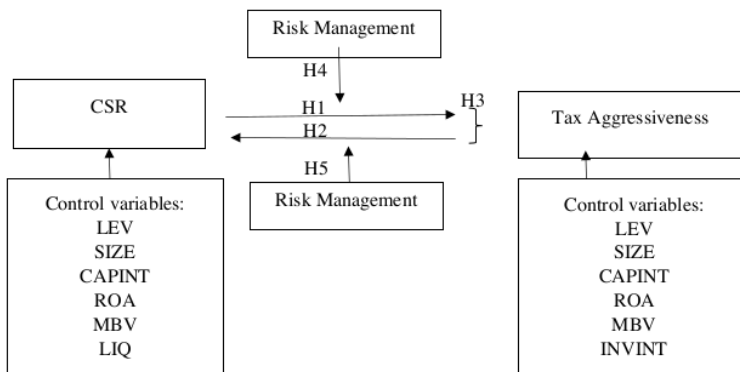 Risk Management
H4
CSR
H1
H3
H2
Tax Aggressiveness
H5
Risk Management
Control variables:
LEV
SIZE
CAPINT
ROA
MBV
LIQ
Control variables:
LEV
SIZE
CAPINT
ROA
MBV
INVINT